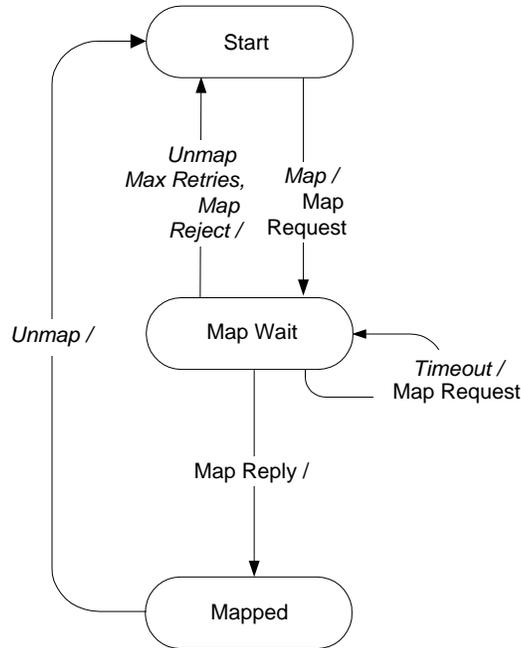 Start
Unmap
Max Retries,
Map
Reject /
Map /
Map
Request
Unmap /
Map Wait
Timeout /
Map Request
Map Reply /
Mapped